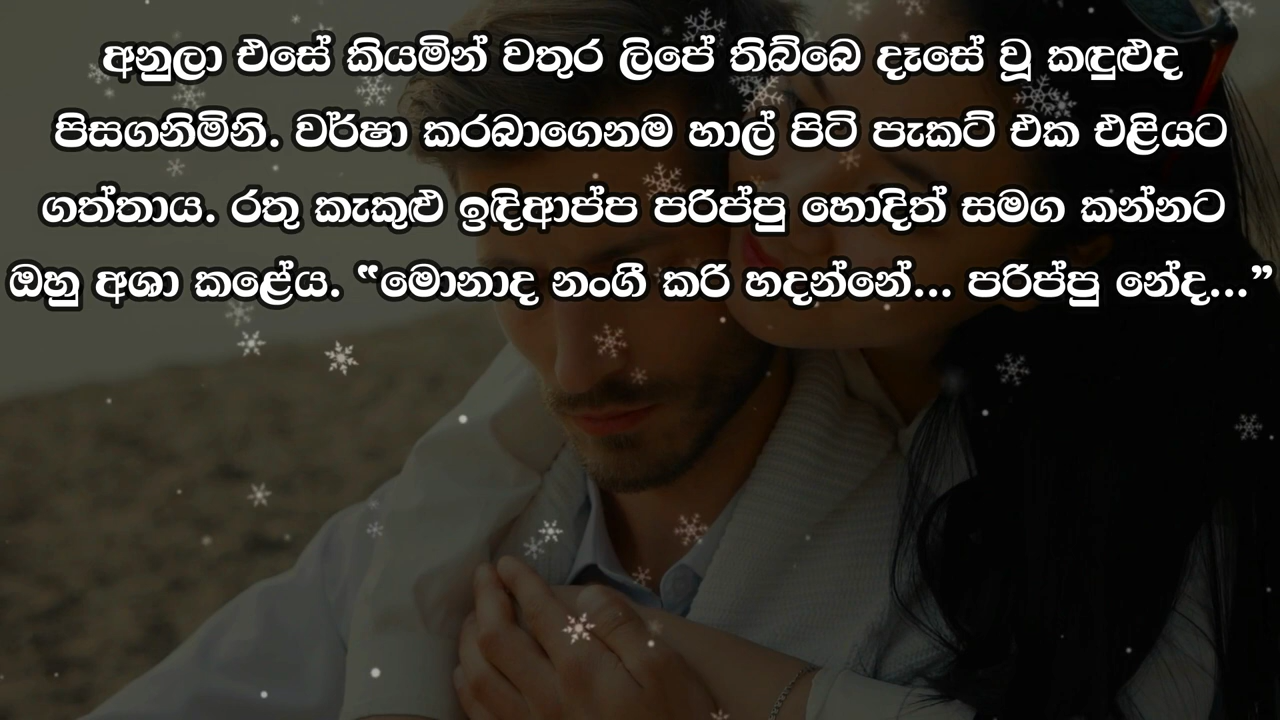 අනුලා එසේ කියමින් වතුර ලිපේ තිබ්බෙ දෑසේ වූ කඳුළුද
පිසගනිමිනි. වර්ෂා කරබාගෙනම හාල් පිටි පැකට් එක එළියට
ගත්තාය. රතු කැකුළු ඉඳිආප්ප පරිප්පු හොදිත් සමග කන්නට
ඔහු අශා කළේය. “මොනාද නංගී කරි හදන්නේ... පරිප්පු නේද...”